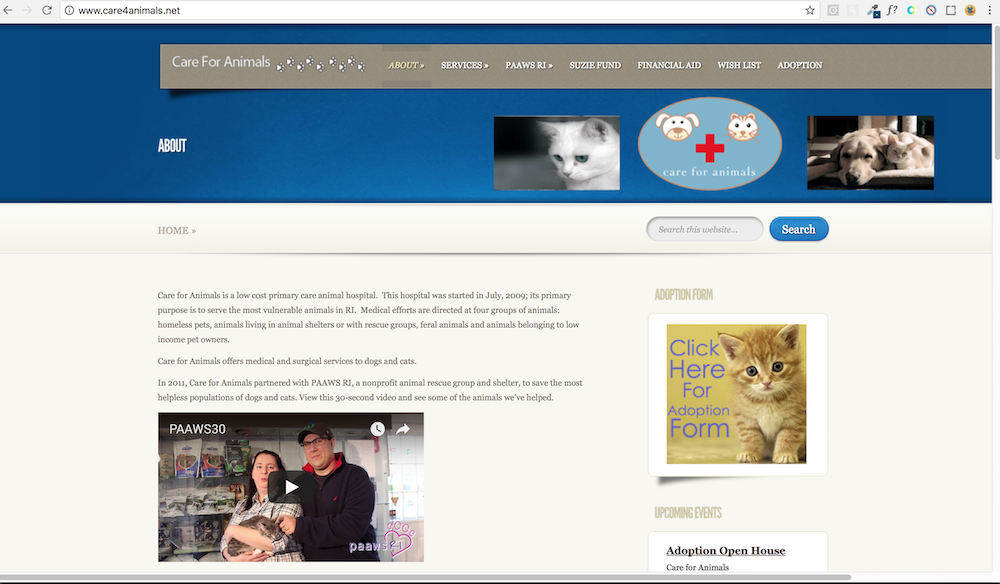 www.care4animals.net
Care For Animals
ABOUT »
SERVICES »
PAAWS RI »
SUZIE FUND
FINANCIAL AID
WISH LIST
ADOPTION
ABOUT
care for animals
HOME »
Search this website...
Search
Care for Animals is a low cost primary care animal hospital. This hospital was started in July, 2009; its primary
purpose is to serve the most vulnerable animals in RI. Medical efforts are directed at four groups of animals:
homeless pets, animals living in animal shelters or with rescue groups, feral animals and animals belonging to low
income pet owners.
Care for Animals offers medical and surgical services to dogs and cats.
In 2011, Care for Animals partnered with PAAWS RI, a nonprofit animal rescue group and shelter, to save the most
helpless populations of dogs and cats. View this 30-second video and see some of the animals we've helped.
PAAWS30
paaws RI
ADOPTION FORM
Click
Here
For
Adoption
Form
UPCOMING EVENTS
Adoption Open House
Care for Animals